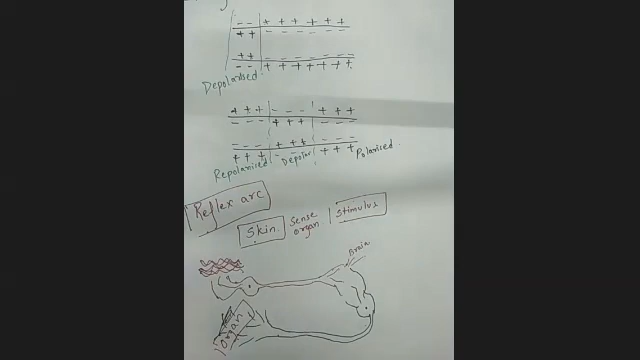 - - + + + + + +
+ + - - - - - -
+ + - - - - - -
- - + + + + + +
Depolarised
+ + + - - - + + +
- - - + + + - - -
- - - + + + - - -
+ + + - - - + + +
Repolarised Depolar Polarised
Reflex arc
Skin Sense organ Stimulus
Brain
Organ